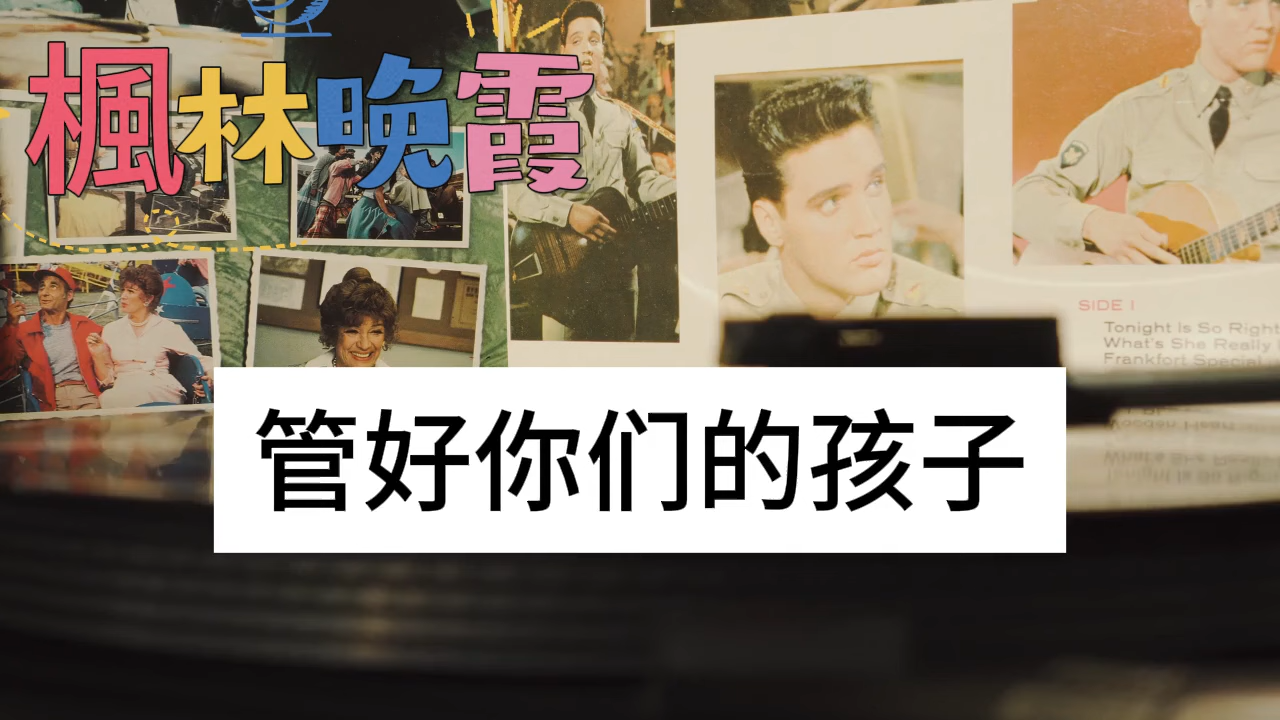 楓林晚霞
SIDE 1
Tonight Is So Right
What's She Really
Frankfort Special
管好你们的孩子